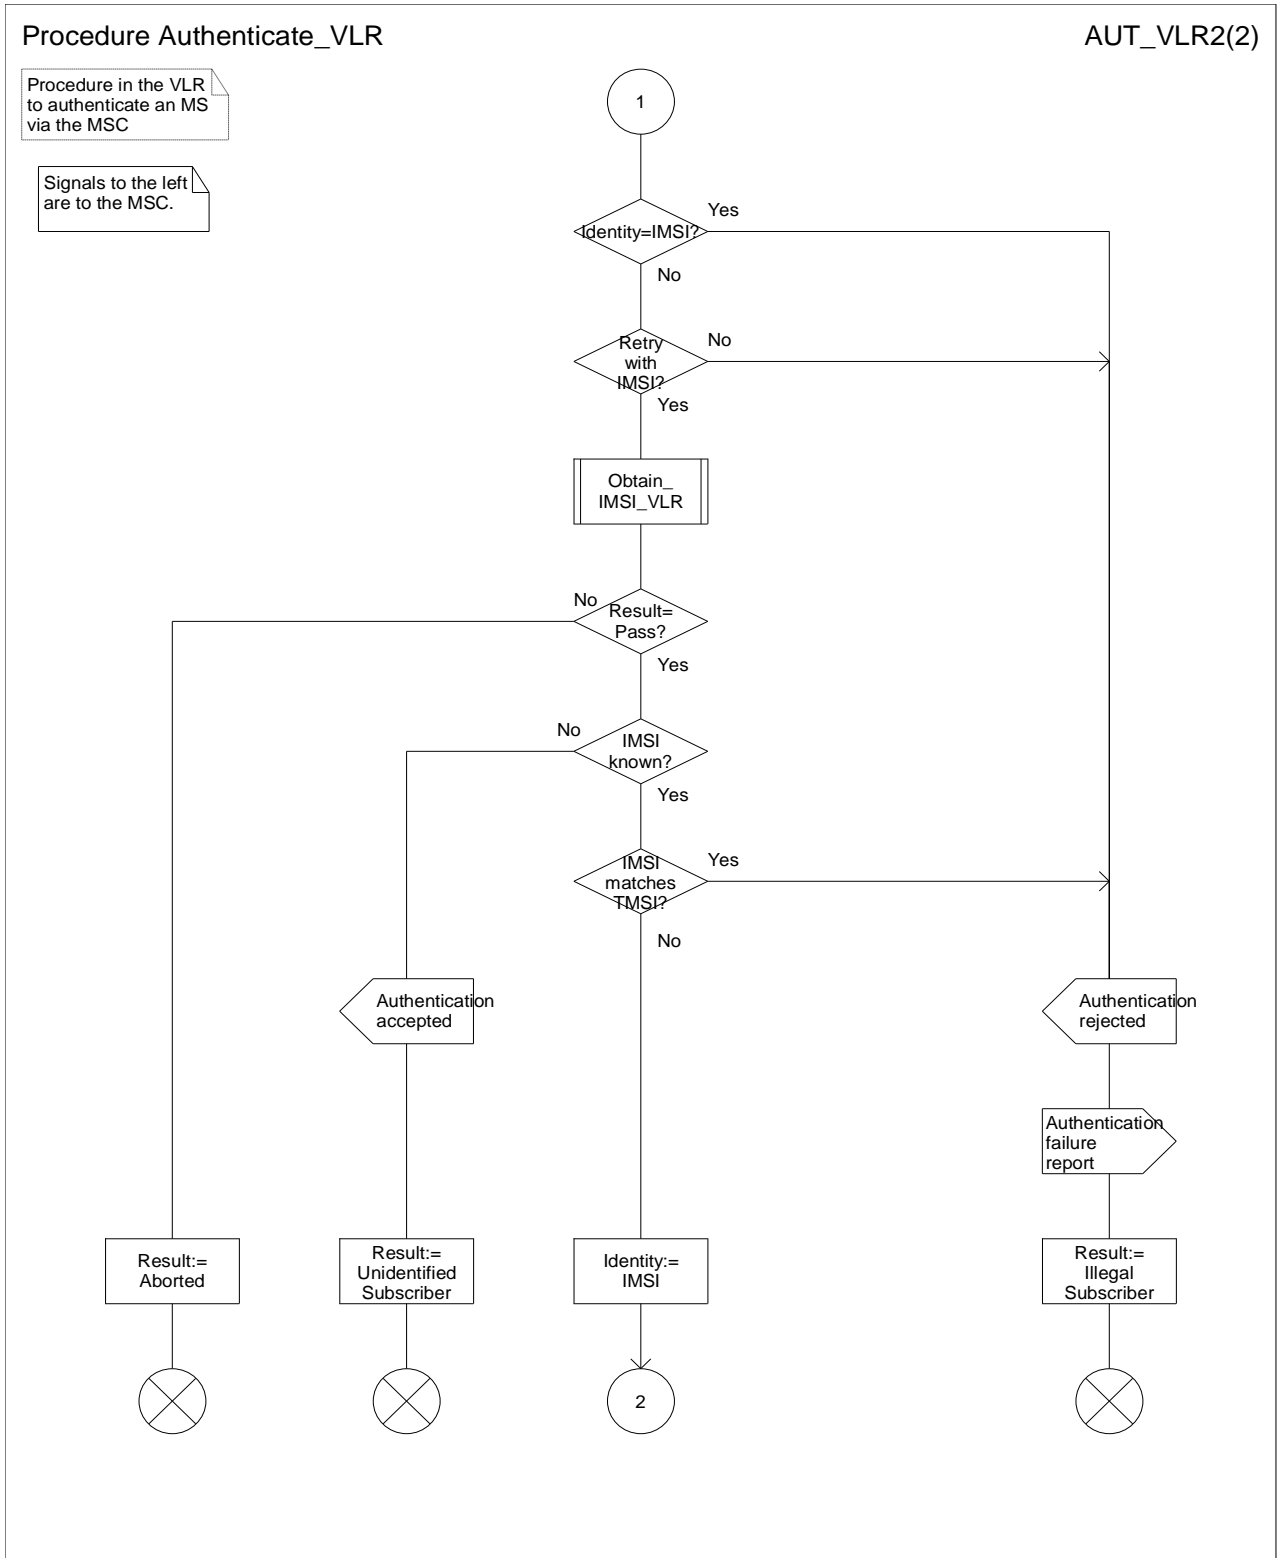 Procedure Authenticate_VLR
AUT_VLR2(2)
Procedure in the VLR
to authenticate an MS
via the MSC
Signals to the left
are to the MSC.
1
Identity=IMSI?
Yes
No
Retry
with
IMSI?
No
Yes
Obtain_
IMSI_VLR
No
Result=
Pass?
Yes
No
IMSI
known?
Yes
IMSI
matches
TMSI?
Yes
No
Authentication
accepted
Authentication
rejected
Authentication
failure
report
Result:=
Aborted
Result:=
Unidentified
Subscriber
Identity:=
IMSI
Result:=
Illegal
Subscriber
2